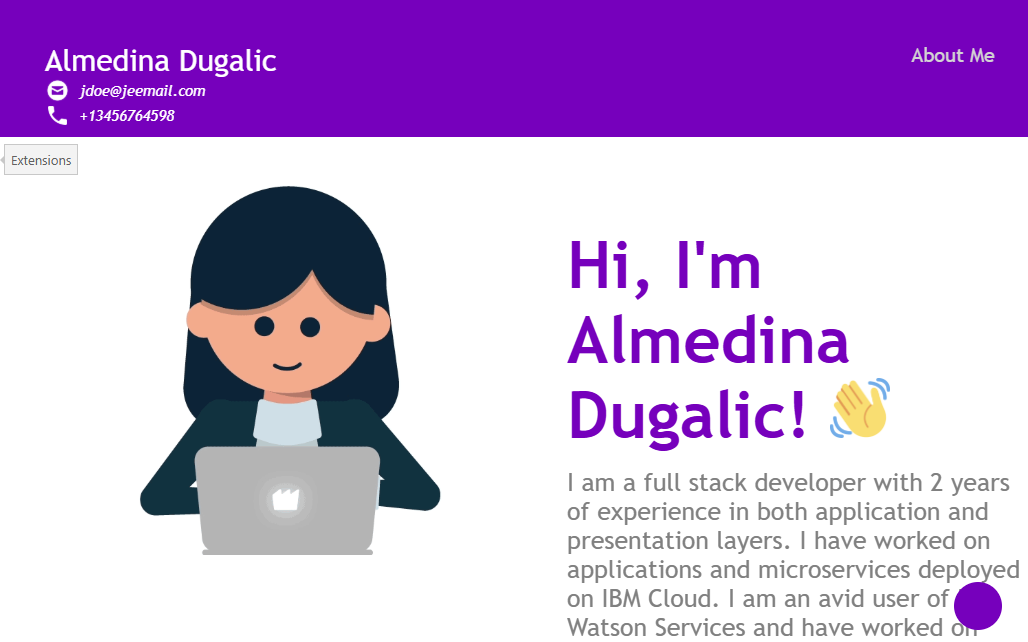 Almedina Dugalic
About Me
jdoe@jeemail.com
+13456764598
Extensions
Hi, I'm
Almedina
Dugalic!
I am a full stack developer with 2 years
of experience in both application and
presentation layers. I have worked on
applications and microservices deployed
on IBM Cloud. I am an avid user of
Watson Services and have worked on